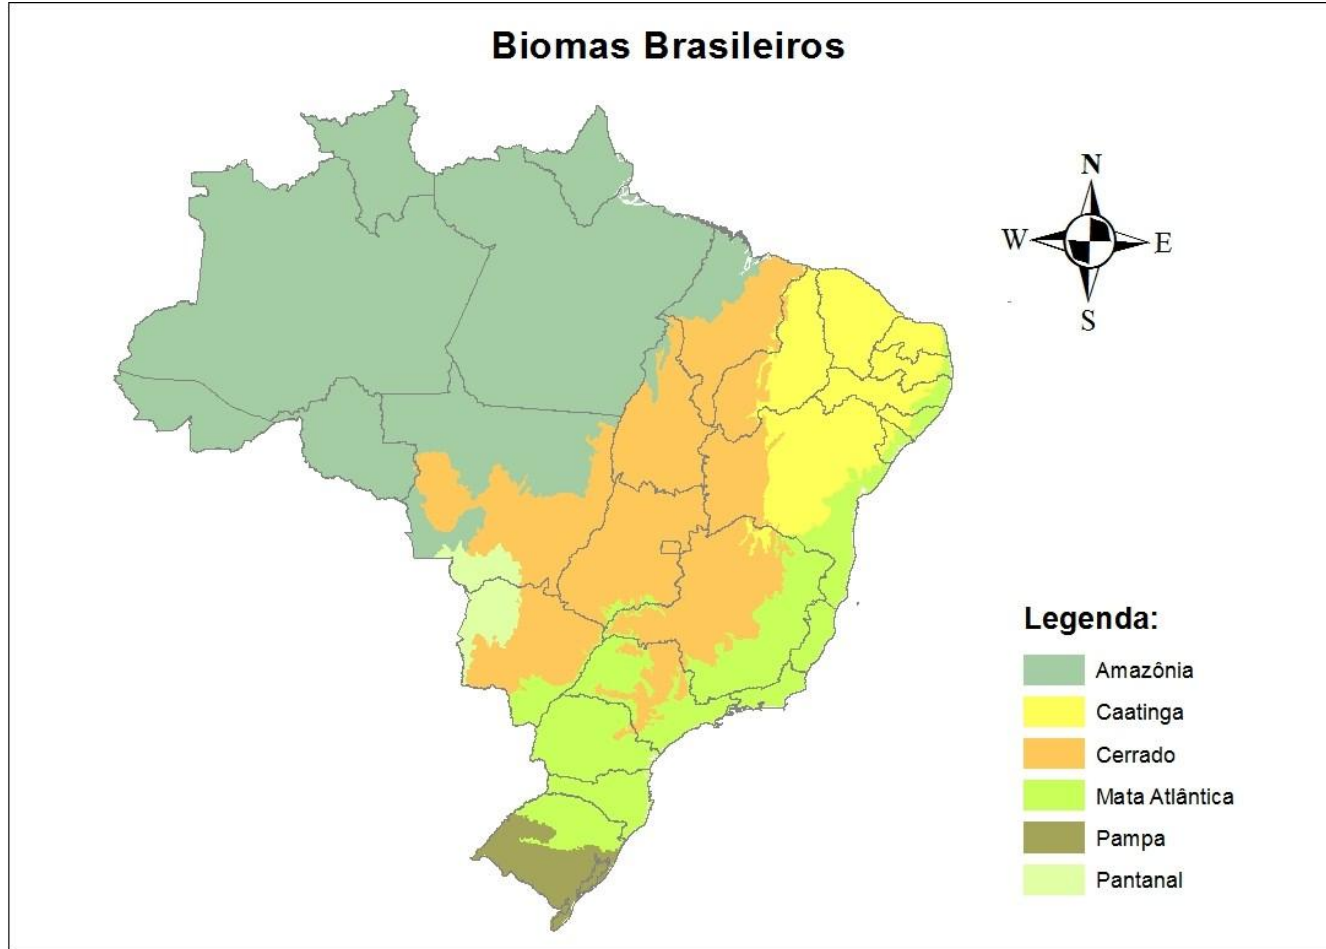 Biomas Brasileiros
N
W
E
S
Legenda:
Amazônia
Caatinga
Cerrado
Mata Atlântica
Pampa
Pantanal